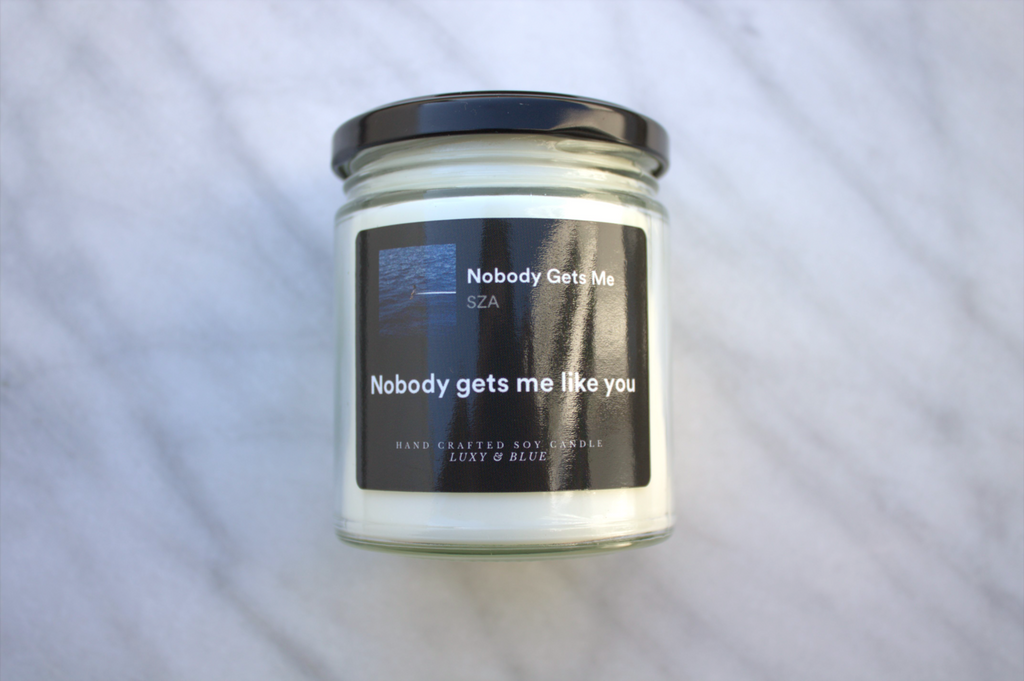 Nobody Gets Me
SZA
Nobody gets me like you
HAND CRAFTED SOY CANDLE
LUXY & BLUE